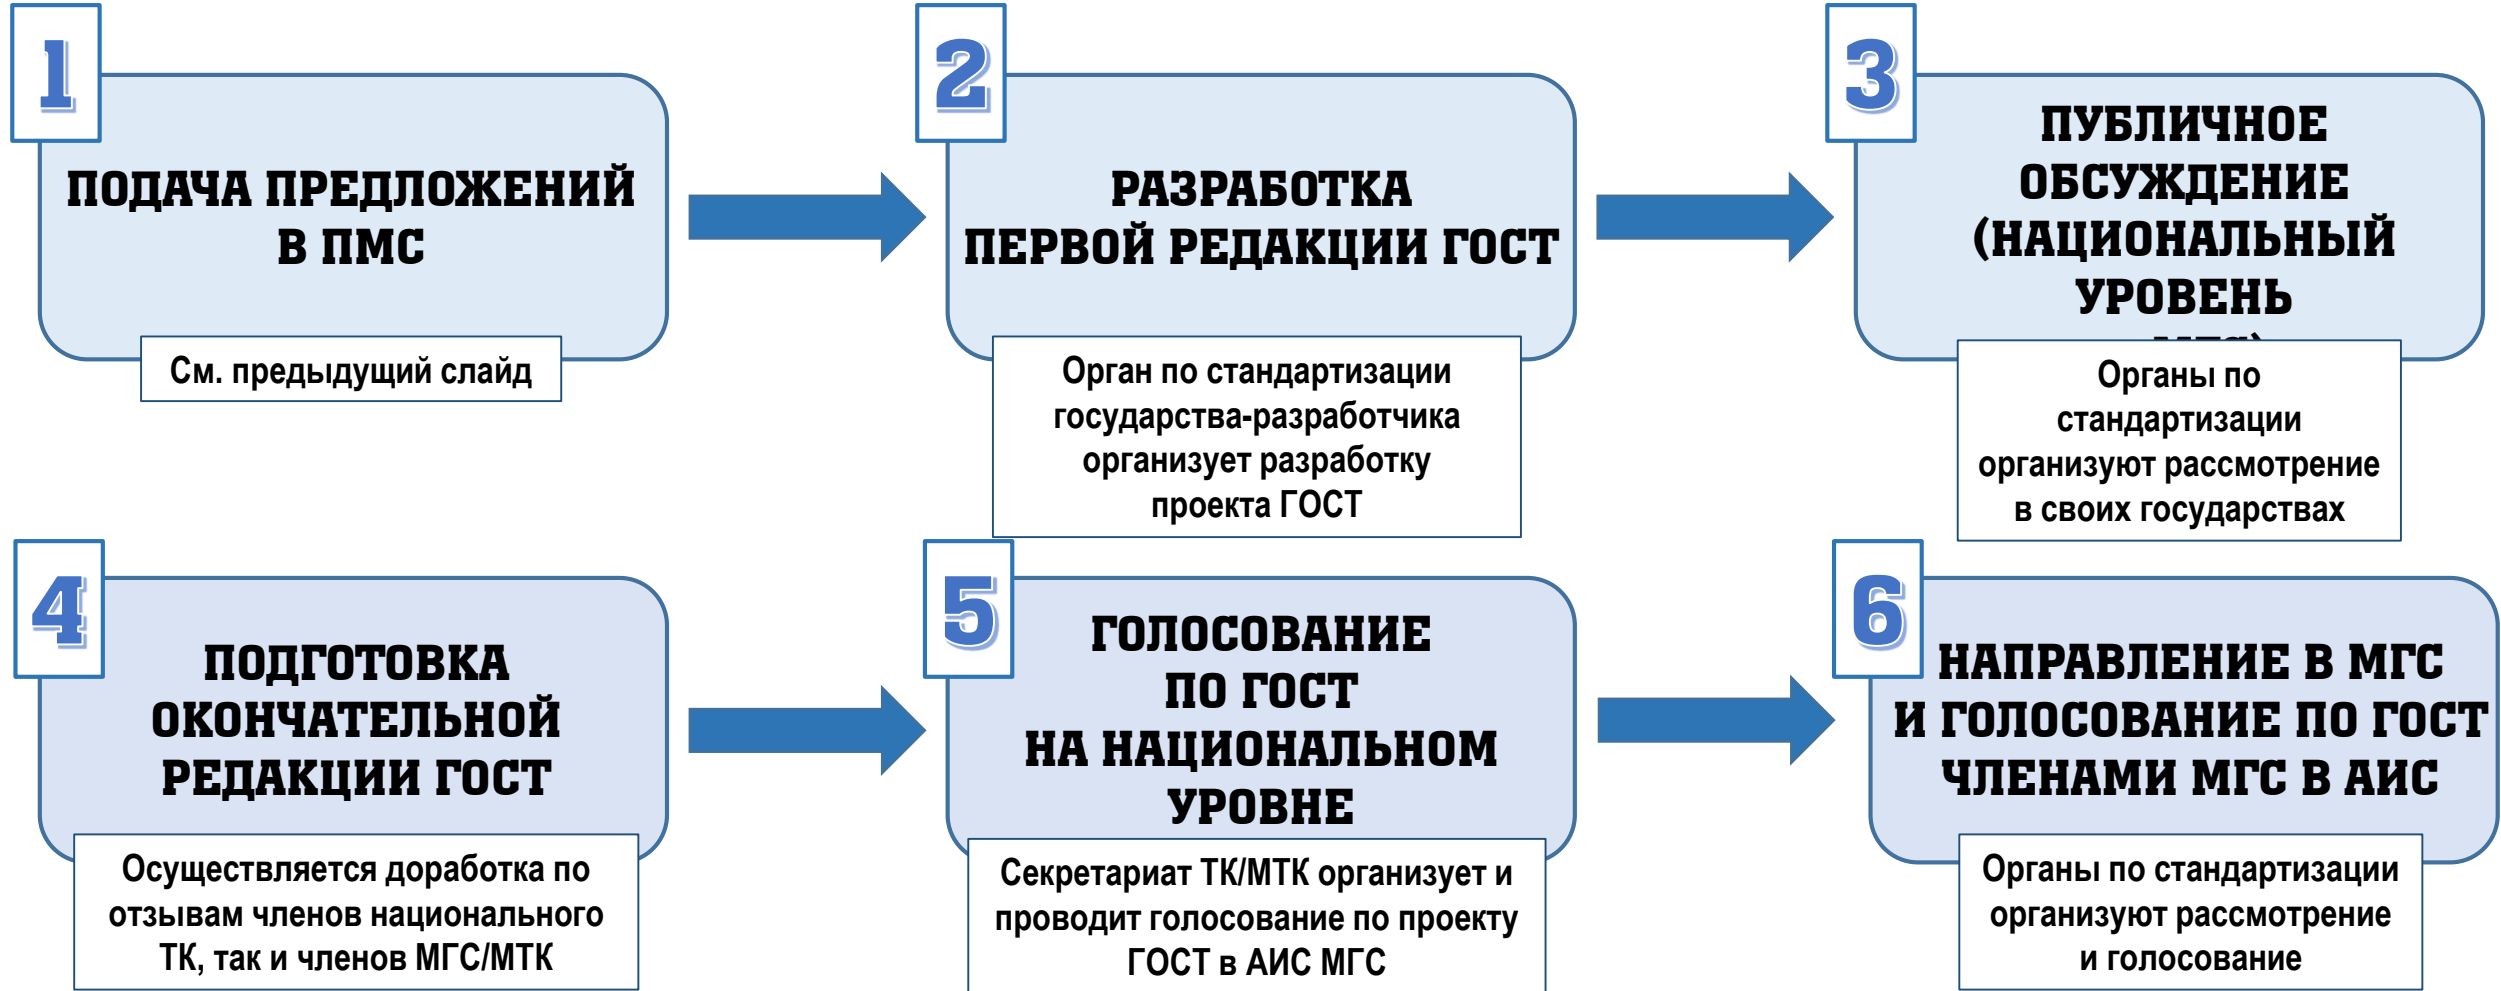 1
ПОДАЧА ПРЕДЛОЖЕНИЙ
В ПМС
См. предыдущий слайд
2
РАЗРАБОТКА
ПЕРВОЙ РЕДАКЦИИ ГОСТ
Орган по стандартизации
государства-разработчика
организует разработку
проекта ГОСТ
3
ПУБЛИЧНОЕ
ОБСУЖДЕНИЕ
(НАЦИОНАЛЬНЫЙ
УРОВЕНЬ
Органы по
стандартизации
организуют рассмотрение
в своих государствах
4
ПОДГОТОВКА
ОКОНЧАТЕЛЬНОЙ
РЕДАКЦИИ ГОСТ
Осуществляется доработка по
отзывам членов национального
ТК, так и членов МГС/МТК
5
ГОЛОСОВАНИЕ
ПО ГОСТ
НА НАЦИОНАЛЬНОМ
УРОВНЕ
Секретариат ТК/МТК организует и
проводит голосование по проекту
ГОСТ в АИС МГС
6
НАПРАВЛЕНИЕ В МГС
И ГОЛОСОВАНИЕ ПО ГОСТ
ЧЛЕНАМИ МГС В АИС
Органы по стандартизации
организуют рассмотрение
и голосование